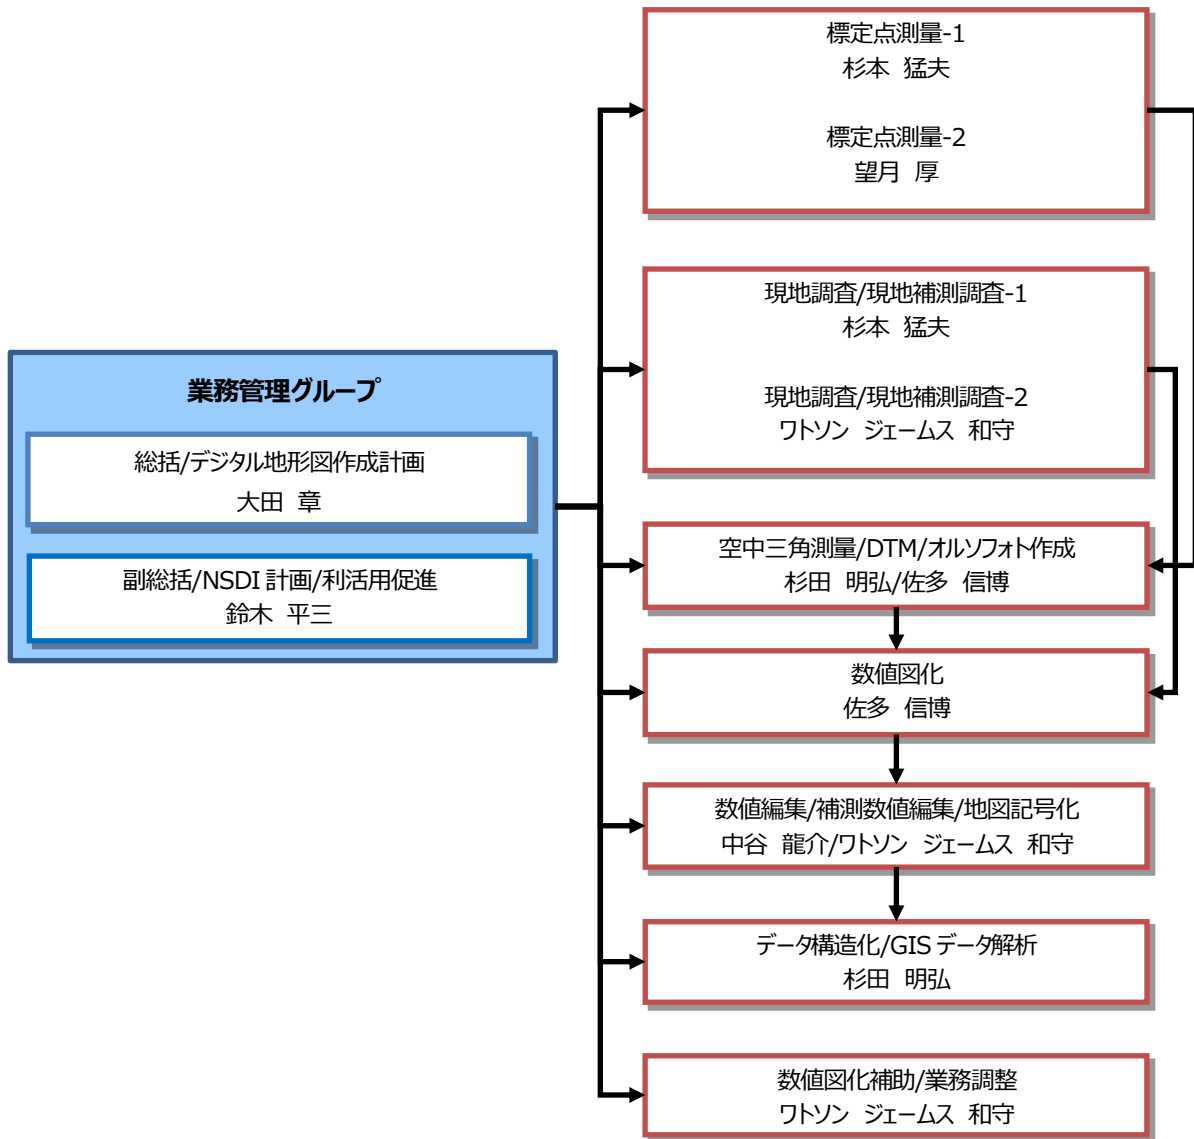 業務管理グループ
総括/デジタル地形図作成計画
大田 章
副総括/NSDI 計画/利活用促進
鈴木 平三
標定点測量-1
杉本 猛夫
標定点測量-2
望月 厚
現地調査/現地補測調査-1
杉本 猛夫
現地調査/現地補測調査-2
ワトソン ジェームス 和守
空中三角測量/DTM/オルソフォト作成
杉田 明弘/佐多 信博
数値図化
佐多 信博
数値編集/補測数値編集/地図記号化
中谷 龍介/ワトソン ジェームス 和守
データ構造化/GIS データ解析
杉田 明弘
数値図化補助/業務調整
ワトソン ジェームス 和守